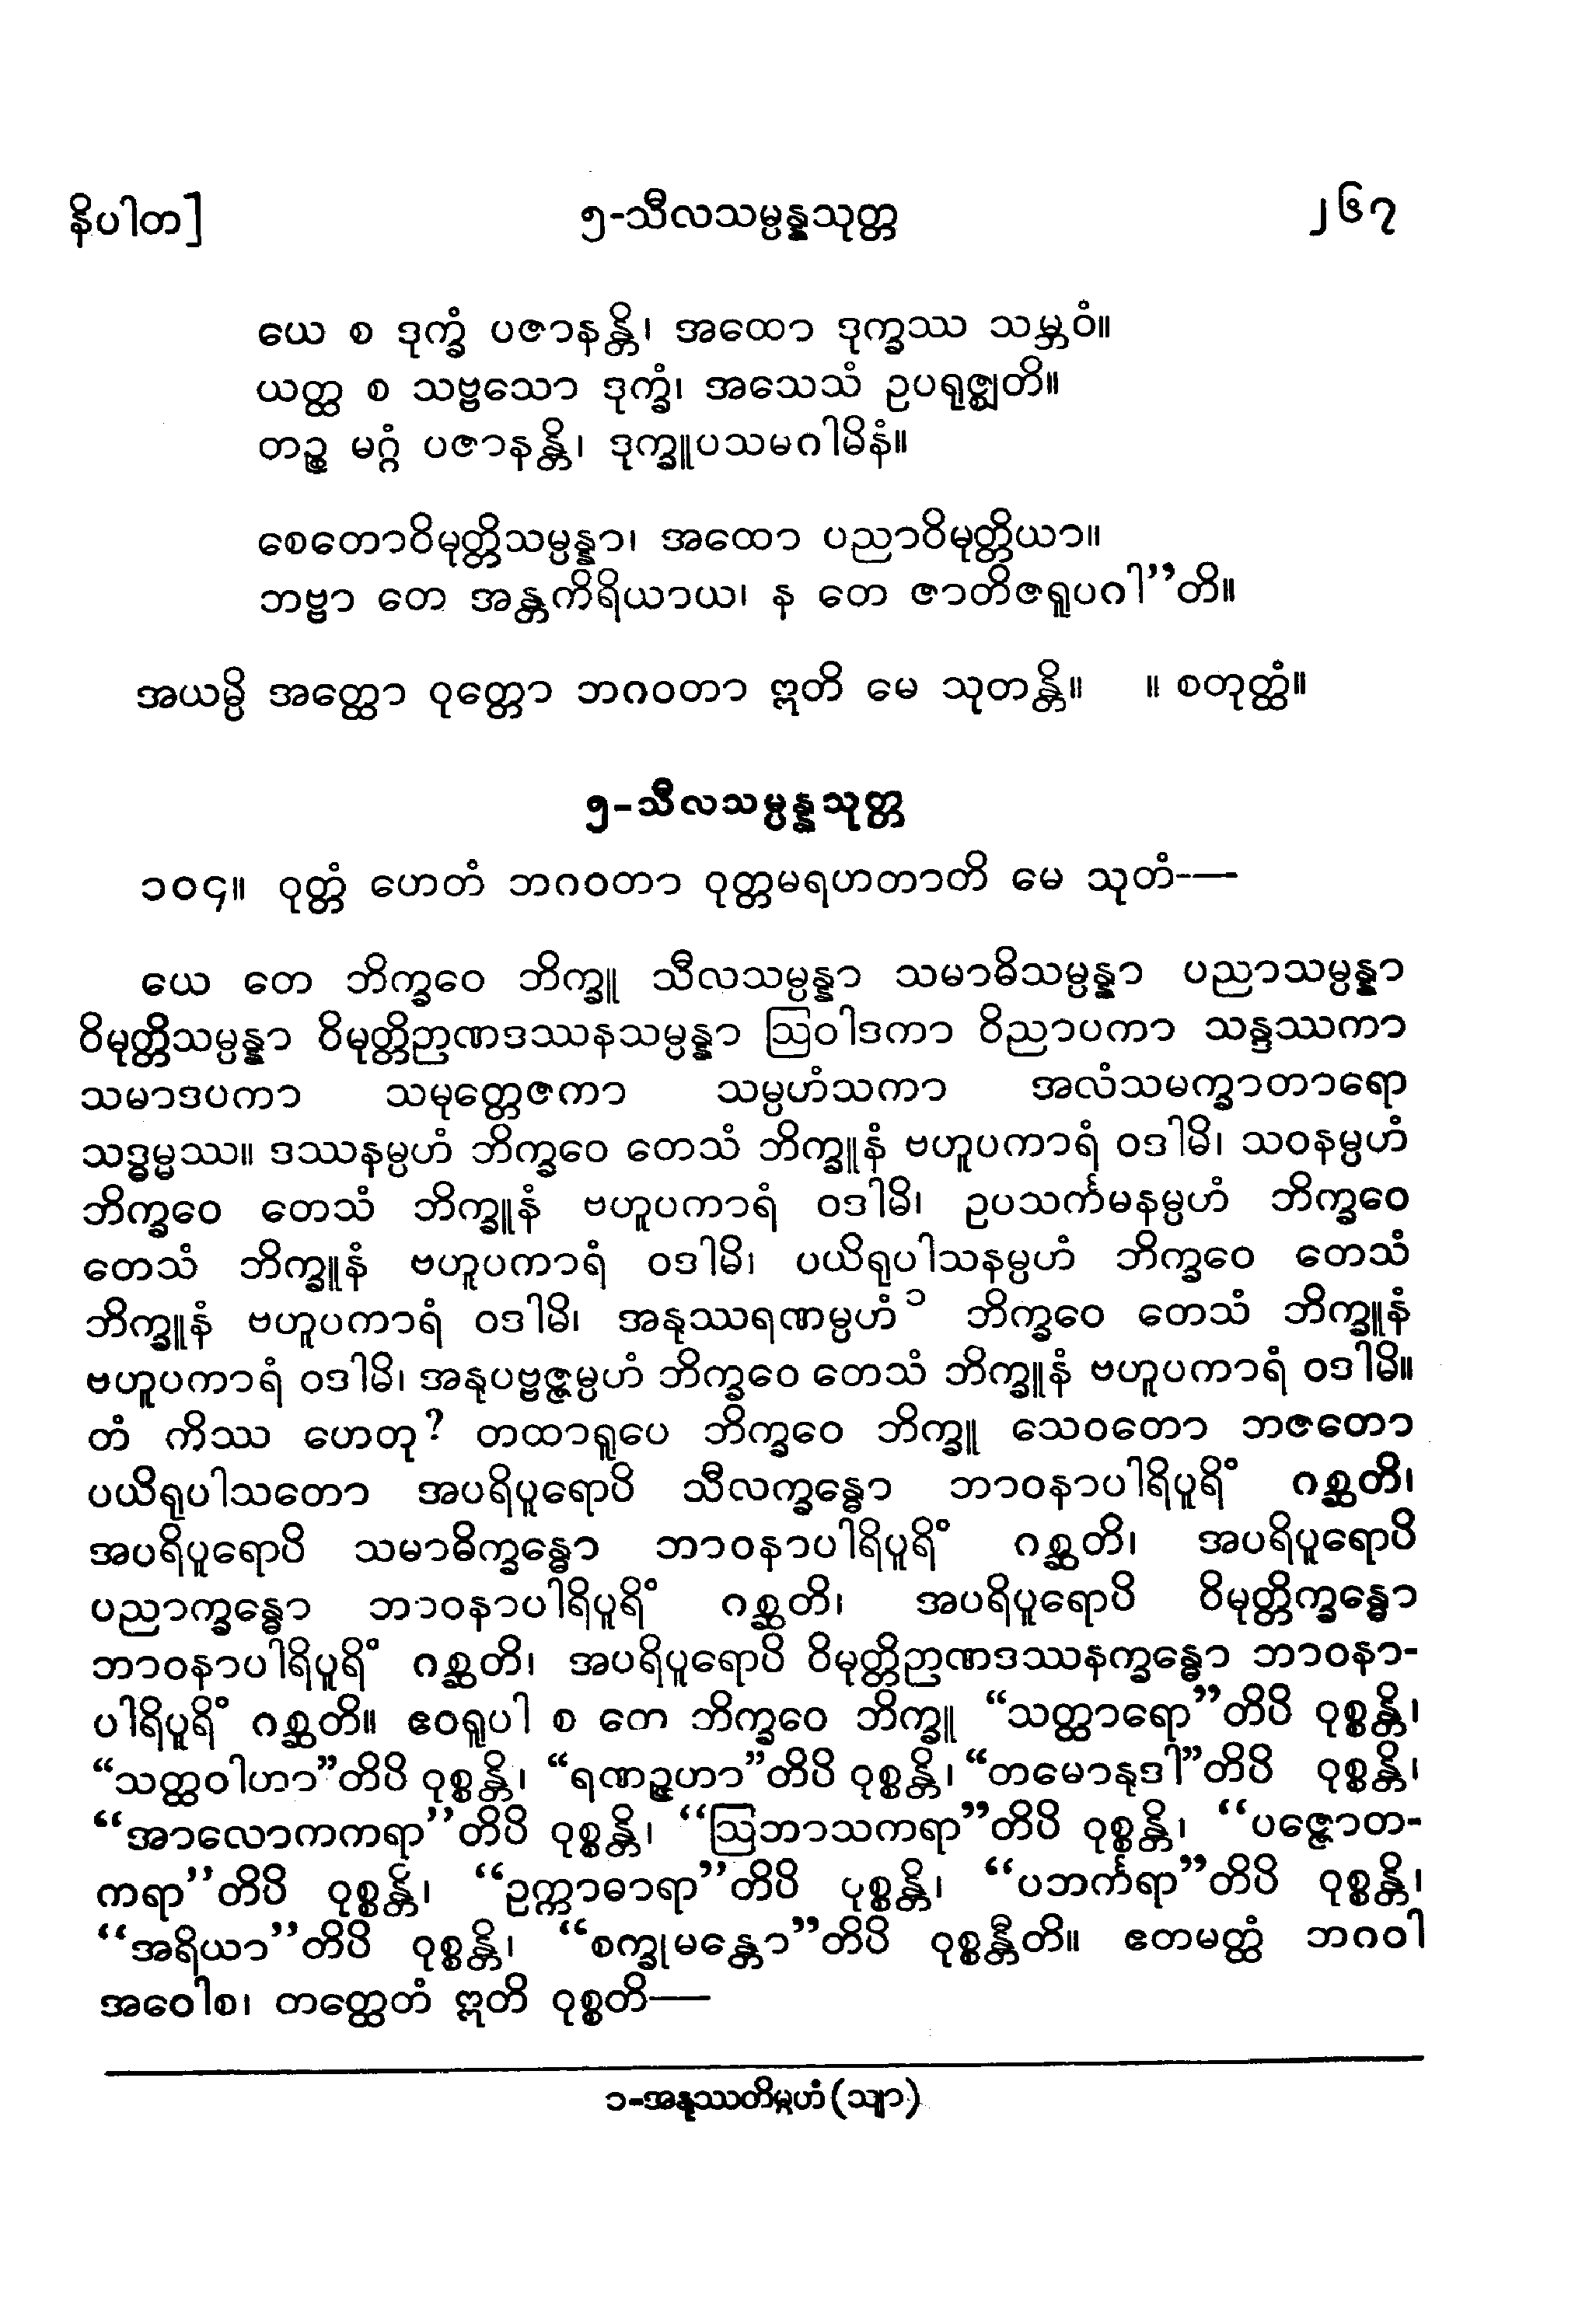 နိပါတ]	၅-သီလသမ္ပန္နသုတ္တ	၂၆၇
ယေ စ ဒုက္ခံ ပဇာနန္တိ၊ အထော ဒုက္ခဿ သမ္ဘဝံ။
ယတ္ထ စ သဗ္ဗသော ဒုက္ခံ၊ အသေသံ ဥပရုဇ္ဈတိ။
တဉ္စ မဂ္ဂံ ပဇာနန္တိ၊ ဒုက္ခူပသမဂါမိနံ။
စေတောဝိမုတ္တိသမ္ပန္နာ၊ အထော ပညာဝိမုတ္တိယာ။
ဘဗ္ဗာ တေ အန္တကိရိယာယ၊ န တေ ဇာတိဇရူပဂါ”တိ။
အယမ္ပိ အတ္ထော ဝုတ္တော ဘဂဝတာ ဣတိ မေ သုတန္တိ။ ။ စတုတ္ထံ။
၅-သီလသမ္ပန္နသုတ္တ
၁၀၄။ ဝုတ္တံ ဟေတံ ဘဂဝတာ ဝုတ္တမရဟတာတိ မေ သုတံ--—
ယေ တေ ဘိက္ခဝေ ဘိက္ခူ သီလသမ္ပန္နာ သမာဓိသမ္ပန္နာ ပညာသမ္ပန္နာ
ဝိမုတ္တိသမ္ပန္နာ ဝိမုတ္တိဉာဏဒဿနသမ္ပန္နာ ဩဝါဒကာ ဝိညာပကာ သန္ဒဿကာ
သမာဒပကာ သမုတ္တေဇကာ သမ္ပဟံသကာ အလံသမက္ခာတာရော
သဒ္ဓမ္မဿ။ ဒဿနမ္ပဟံ ဘိက္ခဝေ တေသံ ဘိက္ခူနံ ဗဟူပကာရံ ဝဒါမိ၊ သဝနမ္ပဟံ
ဘိက္ခဝေ တေသံ ဘိက္ခူနံ ဗဟူပကာရံ ဝဒါမိ၊ ဥပသင်္ကမနမ္ပဟံ ဘိက္ခဝေ
တေသံ ဘိက္ခူနံ ဗဟူပကာရံ ဝဒါမိ၊ ပယိရုပါသနမ္ပဟံ ဘိက္ခဝေ တေသံ
ဘိက္ခူနံ ဗဟူပကာရံ ဝဒါမိ၊ အနုဿရဏမ္ပဟံ ၁ ဘိက္ခဝေ တေသံ ဘိက္ခူနံ
ဗဟူပကာရံ ဝဒါမိ၊ အနုပဗ္ဗဇ္ဇမ္ပဟံ ဘိက္ခဝေ တေသံ ဘိက္ခူနံ ဗဟူပကာရံ ဝဒါမိ။
တံ ကိဿ ဟေတု? တထာရူပေ ဘိက္ခဝေ ဘိက္ခူ သေဝတော ဘဇတော
ပယိရုပါသတော အပရိပူရောပိ သီလက္ခန္ဓော ဘာဝနာပါရိပူရိံ ဂစ္ဆတိ၊
အပရိပူရောပိ သမာဓိက္ခန္ဓော ဘာဝနာပါရိပူရိံ ဂစ္ဆတိ၊ အပရိပူရောပိ
ပညာက္ခန္ဓော ဘာဝနာပါရိပူရိံ ဂစ္ဆတိ၊ အပရိပူရောပိ ဝိမုတ္တိက္ခန္ဓော
ဘာဝနာပါရိပူရိံ ဂစ္ဆတိ၊ အပရိပူရောပိ ဝိမုတ္တိဉာဏဒဿနက္ခန္ဓော ဘာဝနာ-
ပါရိပူရိံ ဂစ္ဆတိ။ ဧဝရူပါ စ တေ ဘိက္ခဝေ ဘိက္ခူ “သတ္ထာရော”တိပိ ဝုစ္စန္တိ၊
“သတ္ထဝါဟာ”တိပိ ဝုစ္စန္တိ၊ “ရဏဉ္ဇဟာ”တိပိ ဝုစ္စန္တိ၊ “တမောနုဒါ”တိပိ ဝုစ္စန္တိ၊
“အာလောကကရာ”တိပိ ဝုစ္စန္တိ၊ “ဩဘာသကရာ”တိပိ ဝုစ္စန္တိ၊ “ပဇ္ဇောတ-
ကရာ”တိပိ ဝုစ္စန္တိ၊ “ဥက္ကာဓာရာ”တိပိ ပုစ္စန္တိ၊ “ပဘင်္ကရာ”တိပိ ဝုစ္စန္တိ၊
“အရိယာ”တိပိ ဝုစ္စန္တိ၊ “စက္ခုမန္တော”တိပိ ဝုစ္စန္တီတိ။ ဧတမတ္ထံ ဘဂဝါ
အဝေါစ၊ တတ္ထေတံ ဣတိ ဝုစ္စတိ—
၁-အနုဿတိမ္ပဟံ (သျာ)